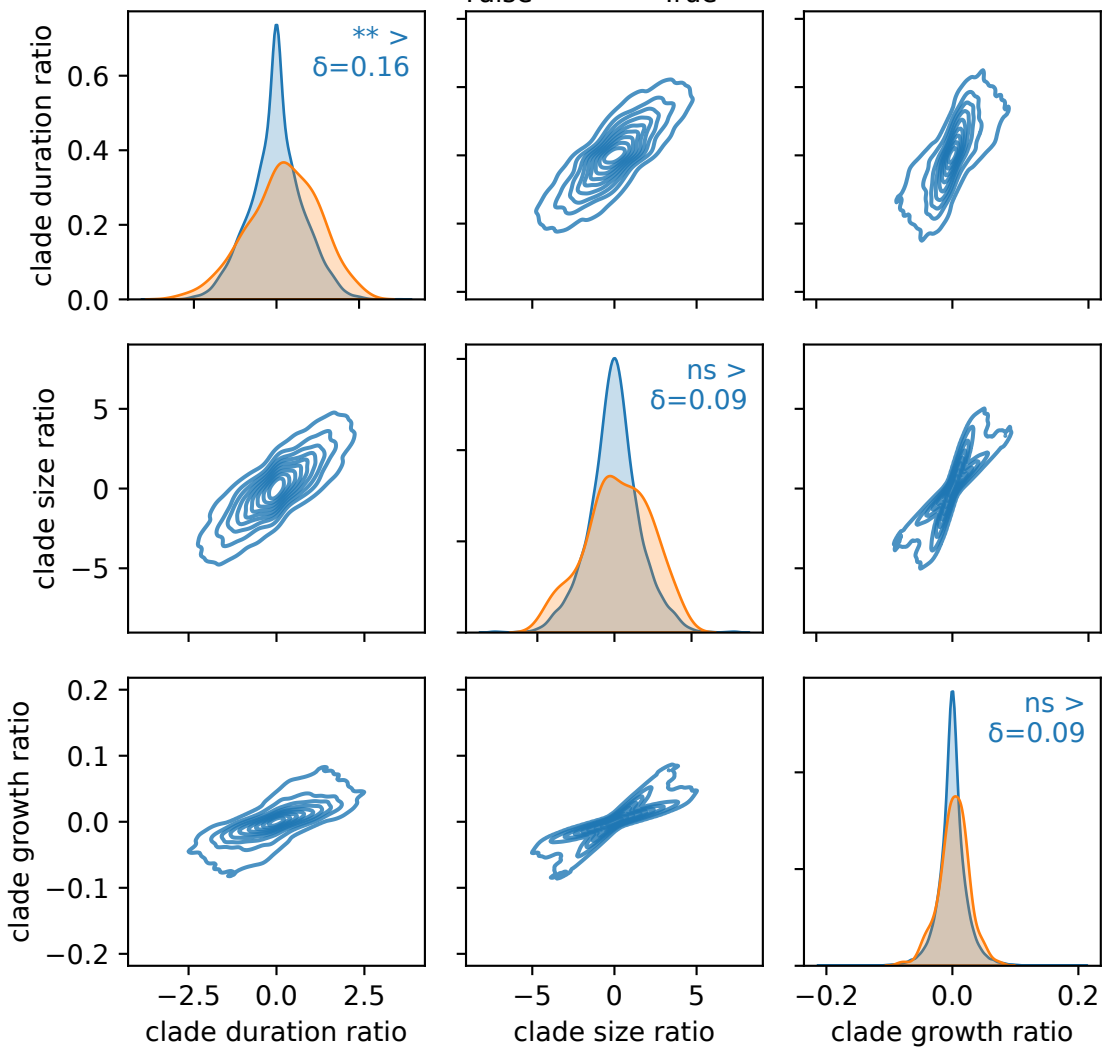 True
clade duration ratio
0.6
0.4
0.2
0.0
** >
δ=0.16
clade size ratio
5
0
−5
ns >
δ=0.09
clade growth ratio
0.2
0.1
0.0
−0.1
−0.2
ns >
δ=0.09
−2.5 0.0 2.5
−5 0 5
−0.2 0.0 0.2
clade duration ratio
clade size ratio
clade growth ratio